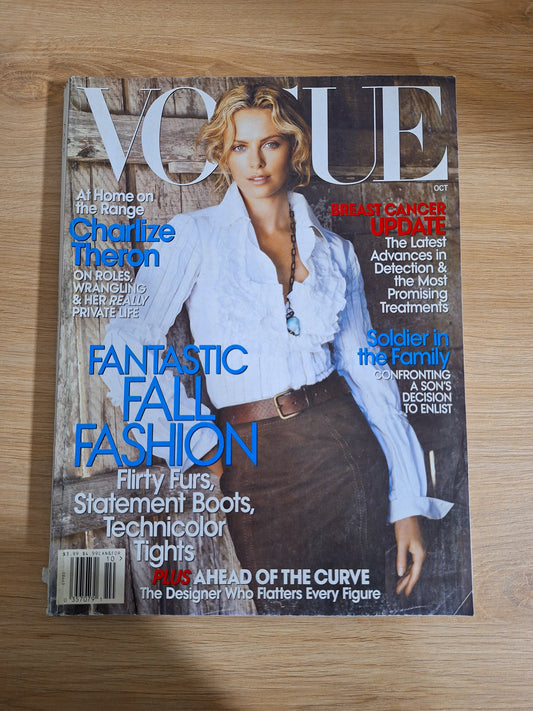 VOGUE
OCT
At Home on
the Range
Charlize
Theron
ON ROLES,
WRANGLING
& HER REALLY
PRIVATE LIFE
BREAST CANCER
UPDATE
The Latest
Advances in
Detection &
the Most
Promising
Treatments
Soldier in
the Family
CONFRONTING
A SON'S
DECISION
TO ENLIST
FANTASTIC
FALL
FASHION
Flirty Furs,
Statement Boots,
Technicolor
Tights
PLUS AHEAD OF THE CURVE
The Designer Who Flatters Every Figure
10>